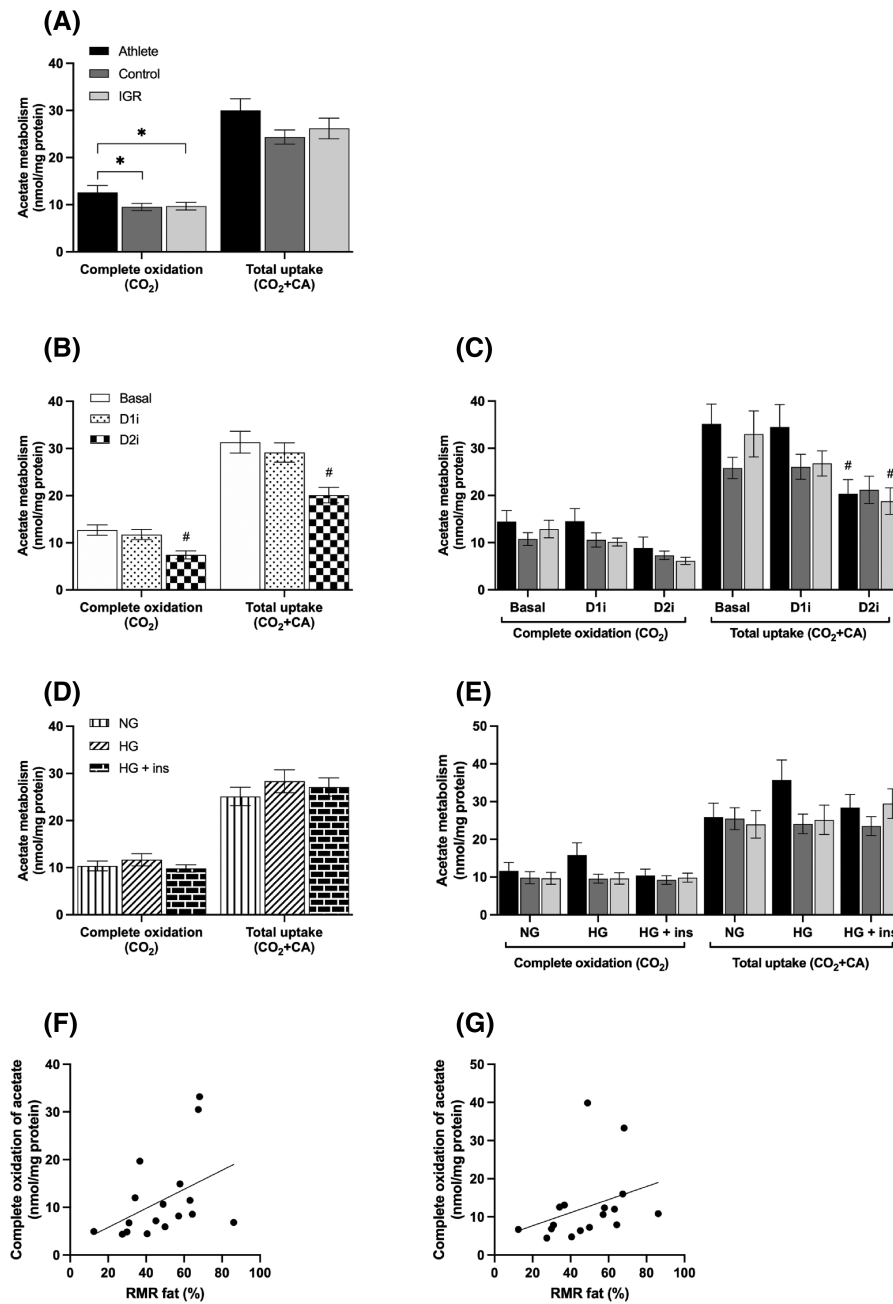 (A)
Athlete
Control
IGR
Acetate metabolism
(nmol/mg protein)
40
30
20
10
0
*
*
Complete oxidation
(CO₂)
Total uptake
(CO₂+CA)
(B)
Basal
D1i
D2i
Acetate metabolism
(nmol/mg protein)
40
30
20
10
0
#
#
Complete oxidation
(CO₂)
Total uptake
(CO₂+CA)
(C)
Acetate metabolism
(nmol/mg protein)
40
30
20
10
0
#
#
Basal D1i D2i Basal D1i D2i
Complete oxidation (CO₂) Total uptake (CO₂+CA)
(D)
NG
HG
HG + ins
Acetate metabolism
(nmol/mg protein)
40
30
20
10
0
Complete oxidation
(CO₂)
Total uptake
(CO₂+CA)
(E)
Acetate metabolism
(nmol/mg protein)
50
40
30
20
10
0
NG HG HG + ins NG HG HG + ins
Complete oxidation (CO₂) Total uptake (CO₂+CA)
(F)
Complete oxidation of acetate
(nmol/mg protein)
40
30
20
10
0
0 20 40 60 80 100
RMR fat (%)
(G)
Complete oxidation of acetate
(nmol/mg protein)
50
40
30
20
10
0
0 20 40 60 80 100
RMR fat (%)